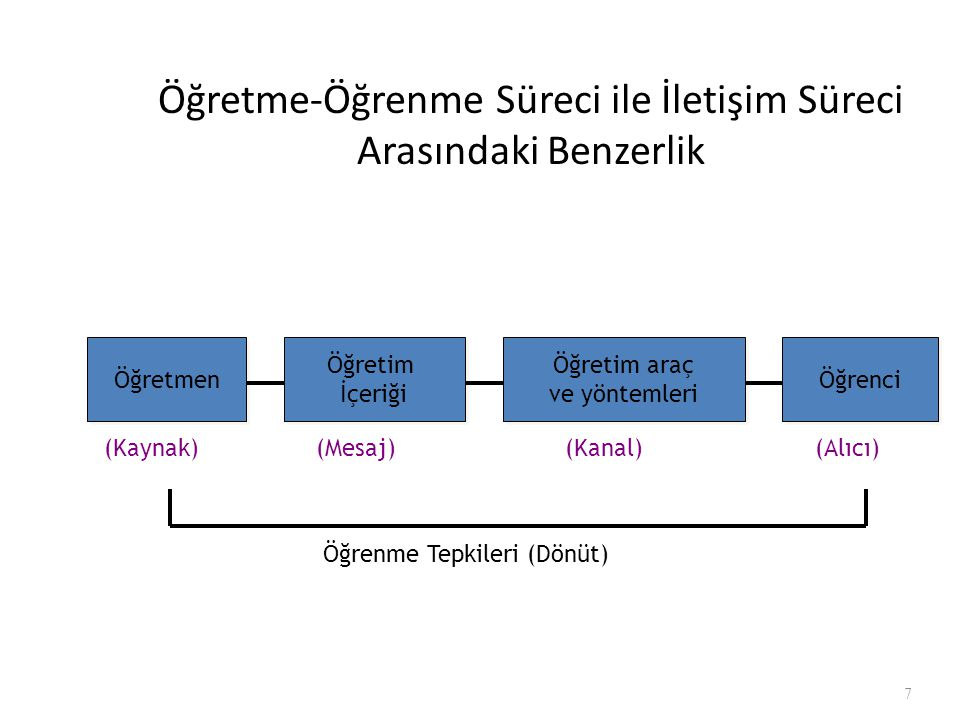 Öğretme-Öğrenme Süreci ile İletişim Süreci
Arasındaki Benzerlik
Öğretmen
Öğretim
İçeriği
Öğretim araç
ve yöntemleri
Öğrenci
(Kaynak)
(Mesaj)
(Kanal)
(Alıcı)
Öğrenme Tepkileri (Dönüt)
7